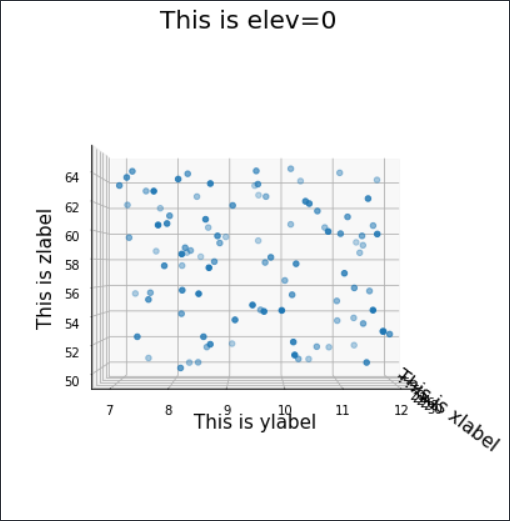 This is elev=0
64
62
60
58
56
54
52
50
This is zlabel
7 8 9 10 11 12
This is ylabel
This is xlabel